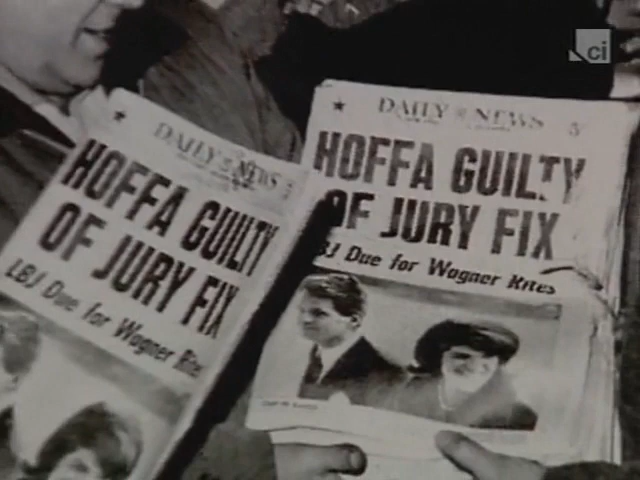 ci
DAILY NEWS
HOFFA GUILTY
OF JURY FIX
LBJ Due for Wagner Rites
DAILY NEWS
HOFFA GUILTY
OF JURY FIX
LBJ Due for Wagner Rites